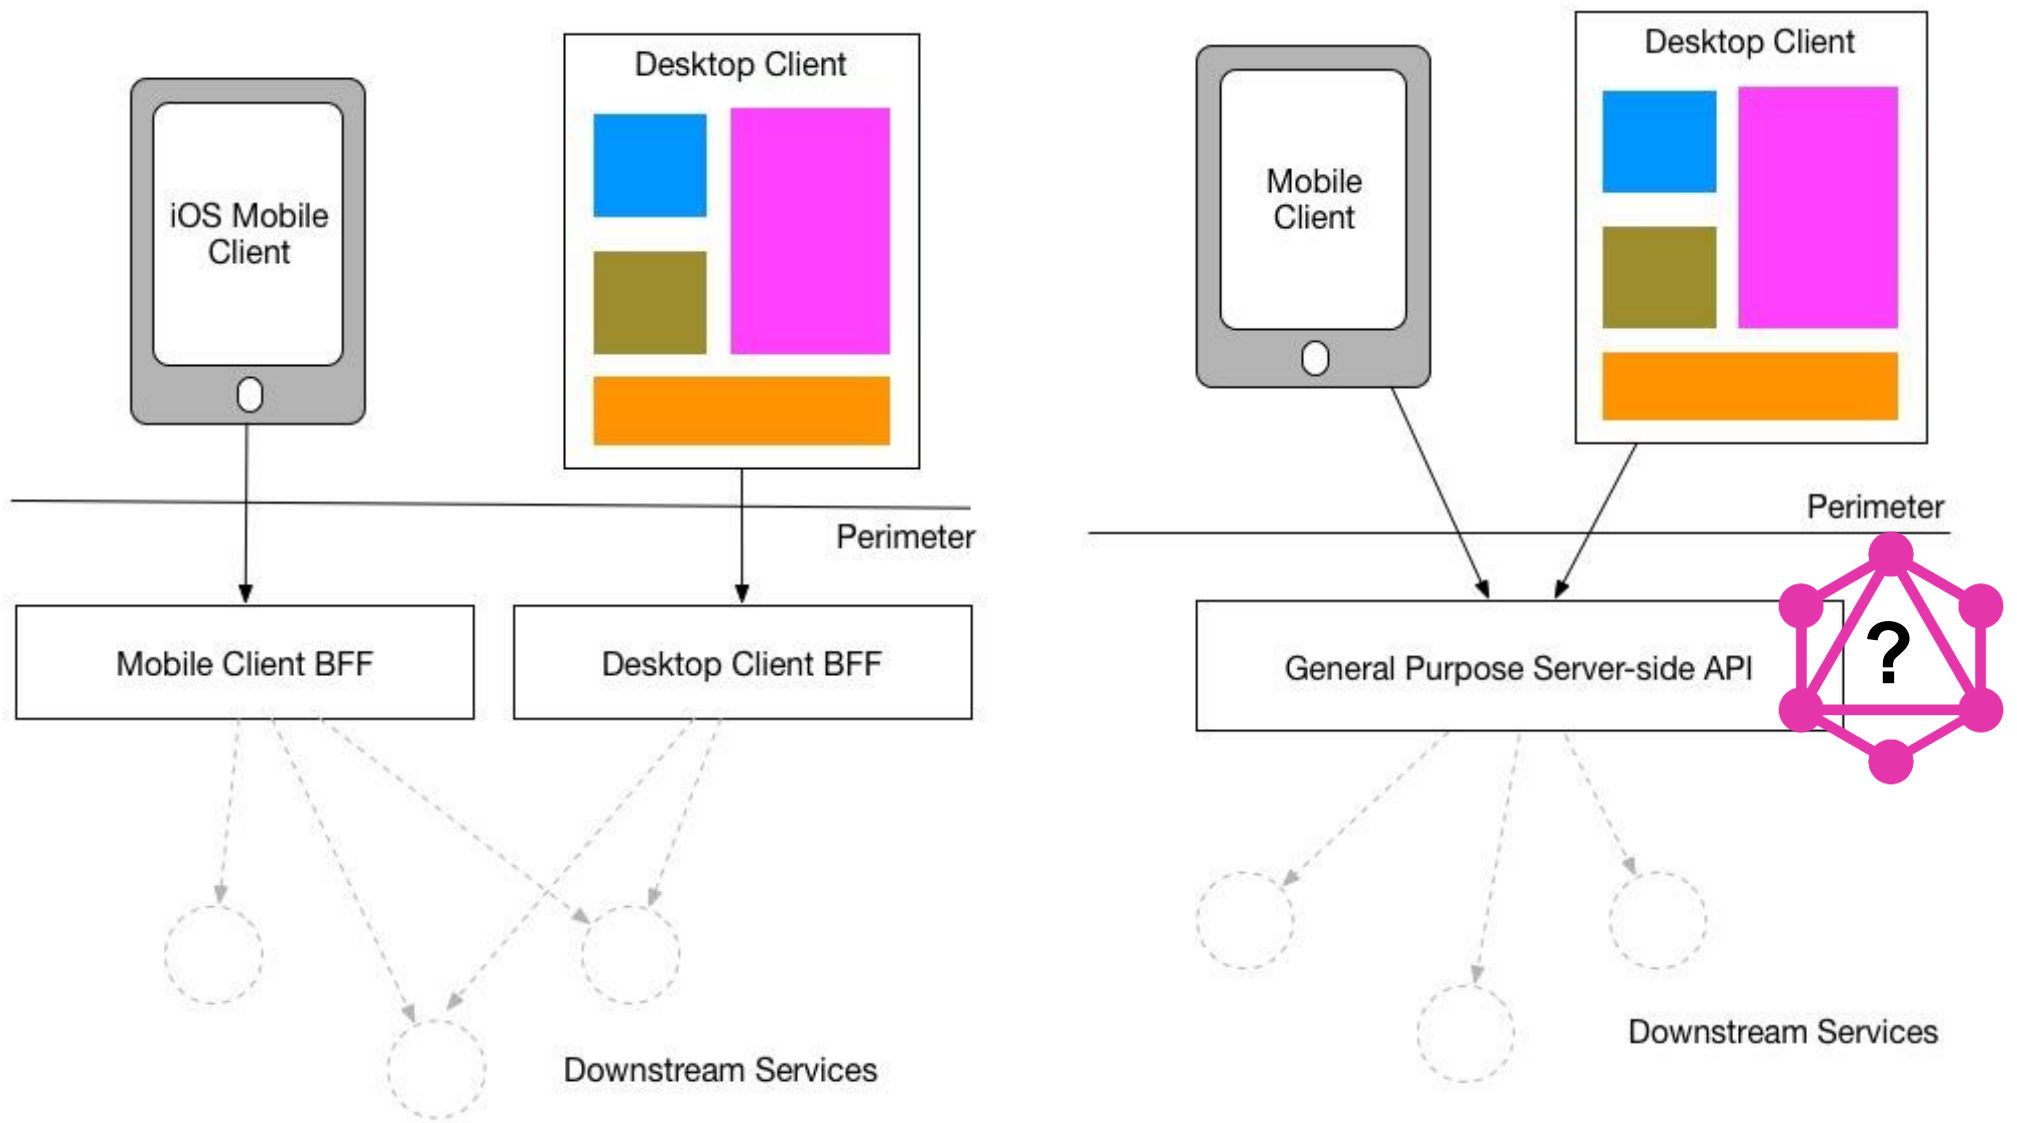 iOS Mobile
Client
Desktop Client
Perimeter
Mobile Client BFF
Desktop Client BFF
Downstream Services
Mobile
Client
Desktop Client
Perimeter
General Purpose Server-side API
?
Downstream Services